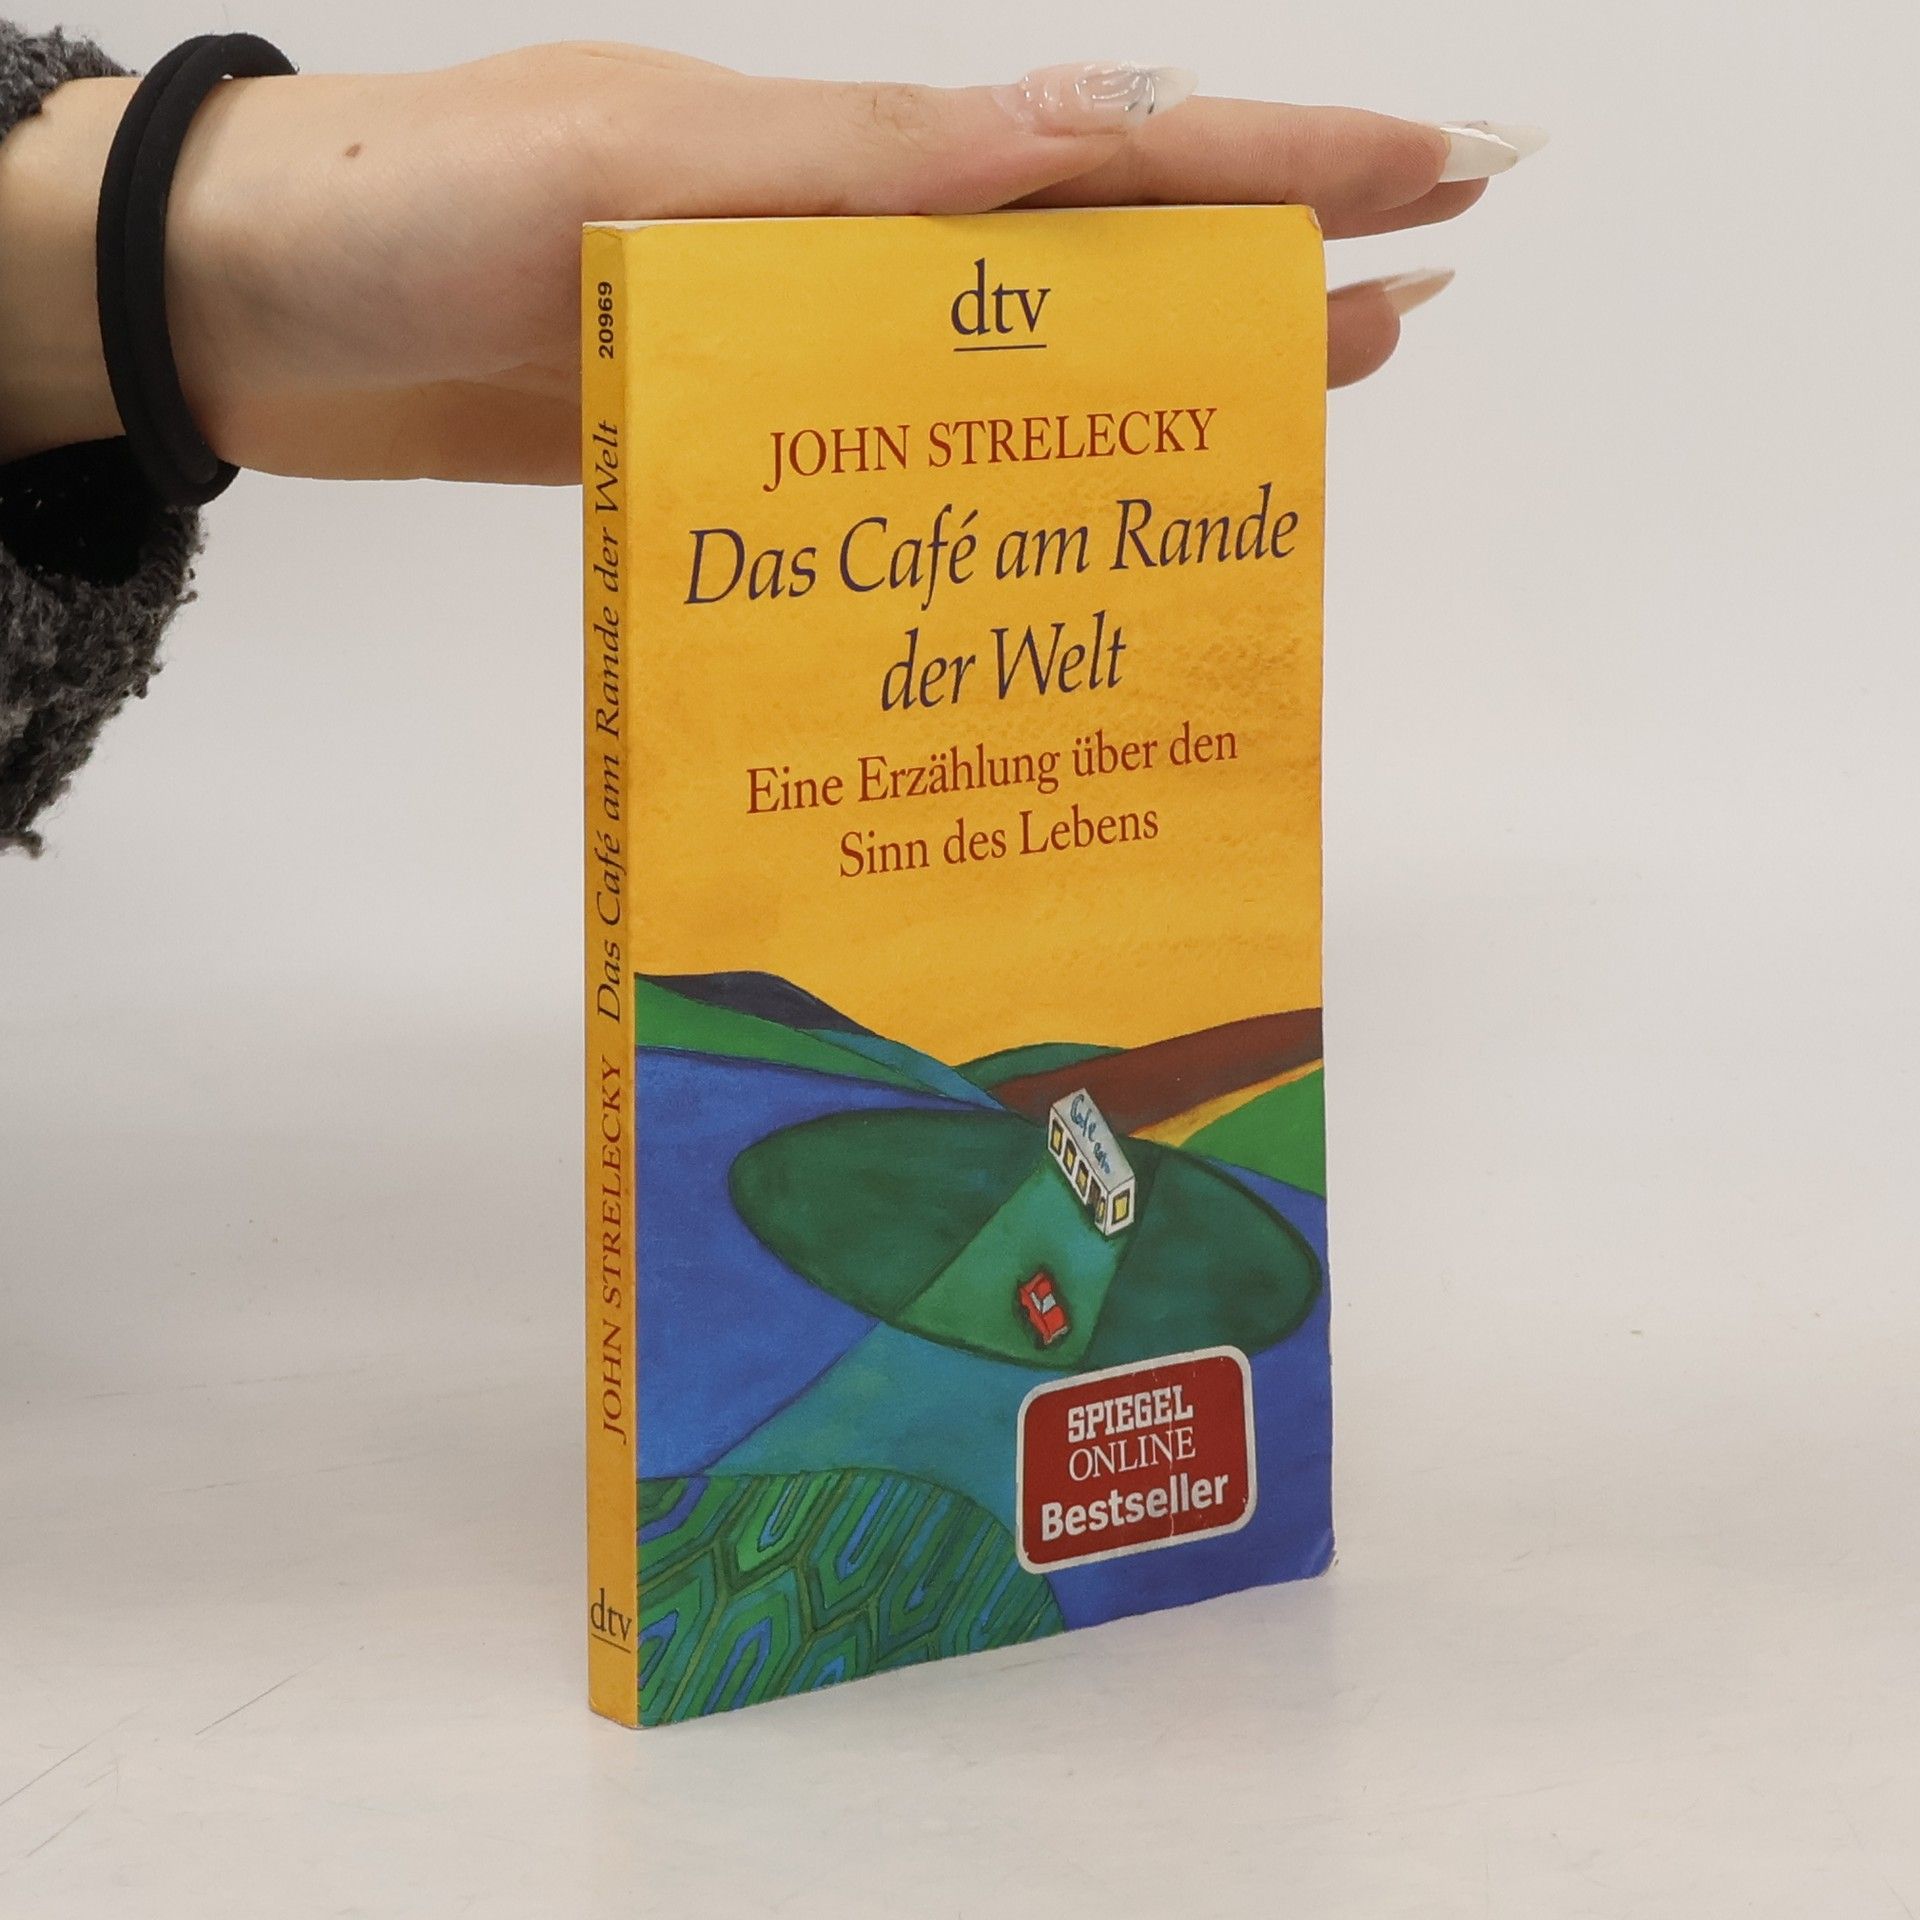 dtv
JOHN STRELECKY
Das Café am Rande
der Welt
Eine Erzählung über den
Sinn des Lebens
SPIEGEL
ONLINE
Bestseller
JOHN STRELECKY Das Café am Rande der Welt 20969
dtv